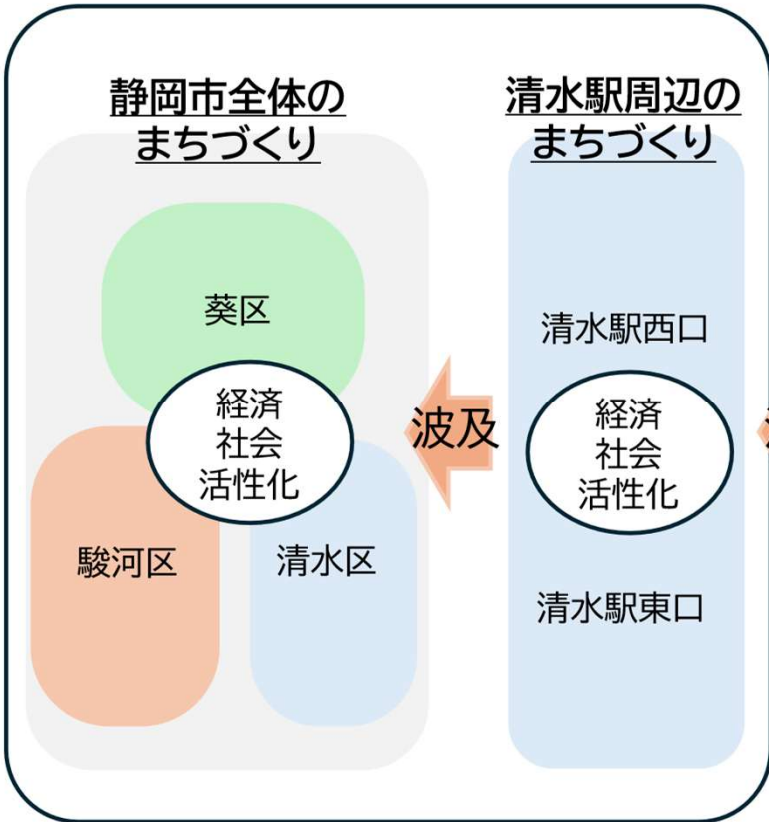 静岡市全体の
まちづくり
葵区
経済
社会
活性化
駿河区
清水区
波及
清水駅周辺の
まちづくり
清水駅西口
経済
社会
活性化
清水駅東口